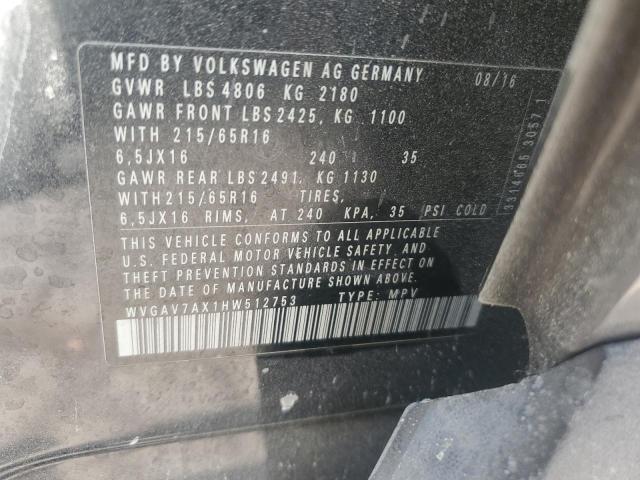 MFD BY VOLKSWAGEN AG GERMANY 08/16
GVWR LBS 4806 KG 2180
GAWR FRONT LBS 2425, KG 1100
WITH 215/65R16
6,5JX16 240 35
GAWR REAR LBS 2491, KG 1130
WITH 215/65R16 TIRES,
6,5JX16 RIMS, AT 240 KPA, 35 PSI COLD
THIS VEHICLE CONFORMS TO ALL APPLICABLE
U.S. FEDERAL MOTOR VEHICLE SAFETY, AND
THEFT PREVENTION STANDARDS IN EFFECT ON
THE DATE OF MANUFACTURE SHOWN ABOVE.
WVGAV7AX1HW512753 TYPE: MPV
3057 1